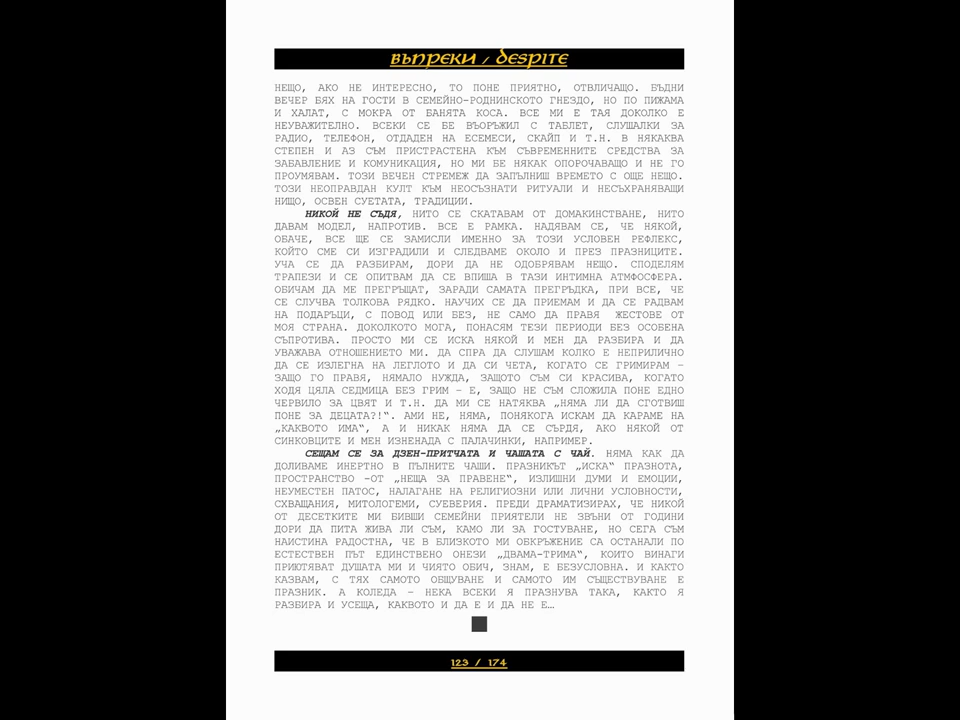 ВЪПРЕКИ / DESPITE
НЕЩО, АКО НЕ ИНТЕРЕСНО, ТО ПОНЕ ПРИЯТНО, ОТВЛИЧАЩО. БЪДНИ
ВЕЧЕР БЯХ НА ГОСТИ В СЕМЕЙНО-РОДНИНСКОТО ГНЕЗДО, НО ПО ПИЖАМА
И ХАЛАТ, С МОКРА ОТ БАНЯТА КОСА. ВСЕ МИ Е ТАЯ ДОКОЛКО Е
НЕУВАЖИТЕЛНО. ВСЕКИ СЕ БЕ ВЪОРЪЖИЛ С ТАБЛЕТ, СЛУШАЛКИ ЗА
РАДИО, ТЕЛЕФОН, ОТДАДЕН НА ЕСЕМЕСИ, СКАЙП И Т.Н. В НЯКАКВА
СТЕПЕН И АЗ СЪМ ПРИСТРАСТЕНА КЪМ СЪВРЕМЕННИТЕ СРЕДСТВА ЗА
ЗАБАВЛЕНИЕ И КОМУНИКАЦИЯ, НО МИ БЕ НЯКАК ОПОРОЧАВАЩО И НЕ ГО
ПРОУМЯВАМ. ТОЗИ ВЕЧЕН СТРЕМЕЖ ДА ЗАПЪЛНИШ ВРЕМЕТО С ОЩЕ НЕЩО.
ТОЗИ НЕОПРАВДАН КУЛТ КЪМ НЕОСЪЗНАТИ РИТУАЛИ И НЕСЪХРАНЯВАЩИ
НИЩО, ОСВЕН СУЕТАТА, ТРАДИЦИИ.
НИКОЙ НЕ СЪДЯ, НИТО СЕ СКАТАВАМ ОТ ДОМАКИНСТВАНЕ, НИТО
ДАВАМ МОДЕЛ, НАПРОТИВ. ВСЕ Е РАМКА. НАДЯВАМ СЕ, ЧЕ НЯКОЙ,
ОБАЧЕ, ВСЕ ЩЕ СЕ ЗАМИСЛИ ИМЕННО ЗА ТОЗИ УСЛОВЕН РЕФЛЕКС,
КОЙТО СМЕ СИ ИЗГРАДИЛИ И СЛЕДВАМЕ ОКОЛО И ПРЕЗ ПРАЗНИЦИТЕ.
УЧА СЕ ДА РАЗБИРАМ, ДОРИ ДА НЕ ОДОБРЯВАМ НЕЩО. СПОДЕЛЯМ
ТРАПЕЗИ И СЕ ОПИТВАМ ДА СЕ ВПИША В ТАЗИ ИНТИМНА АТМФОСФЕРА.
ОБИЧАМ ДА МЕ ПРЕГРЪЩАТ, ЗАРАДИ САМАТА ПРЕГРЪДКА, ПРИ ВСЕ, ЧЕ
СЕ СЛУЧВА ТОЛКОВА РЯДКО. НАУЧИХ СЕ ДА ПРИЕМАМ И ДА СЕ РАДВАМ
НА ПОДАРЪЦИ, С ПОВОД ИЛИ БЕЗ, НЕ САМО ДА ПРАВЯ ЖЕСТОВЕ ОТ
МОЯ СТРАНА. ДОКОЛКОТО МОГА, ПОНАСЯМ ТЕЗИ ПЕРИОДИ БЕЗ ОСОБЕНА
СЪПРОТИВА. ПРОСТО МИ СЕ ИСКА НЯКОЙ И МЕН ДА РАЗБИРА И ДА
УВАЖАВА ОТНОШЕНИЕТО МИ. ДА СПРА ДА СЛУШАМ КОЛКО Е НЕПРИЛИЧНО
ДА СЕ ИЗЛЕГНА НА ЛЕГЛОТО И ДА СИ ЧЕТА, КОГАТО СЕ ГРИМИРАМ –
ЗАЩО ГО ПРАВЯ, НЯМАЛО НУЖДА, ЗАЩОТО СЪМ СИ КРАСИВА, КОГАТО
ХОДЯ ЦЯЛА СЕДМИЦА БЕЗ ГРИМ – Е, ЗАЩО НЕ СЪМ СЛОЖИЛА ПОНЕ ЕДНО
ЧЕРВИЛО ЗА ЦВЯТ И Т.Н. ДА МИ СЕ НАТЯКВА „НЯМА ЛИ ДА СГОТВИШ
ПОНЕ ЗА ДЕЦАТА?!“. АМИ НЕ, НЯМА, ПОНЯКОГА ИСКАМ ДА КАРАМЕ НА
„КАКВОТО ИМА“, А И НИКАК НЯМА ДА СЕ СЪРДЯ, АКО НЯКОЙ ОТ
СИНКОВЦИТЕ И МЕН ИЗНЕНАДА С ПАЛАЧИНКИ, НАПРИМЕР.
СЕЩАМ СЕ ЗА ДЗЕН-ПРИТЧАТА И ЧАШАТА С ЧАЙ. НЯМА КАК ДА
ДОЛИВАМЕ ИНЕРТНО В ПЪЛНИТЕ ЧАШИ. ПРАЗНИКЪТ „ИСКА“ ПРАЗНОТА,
ПРОСТРАНСТВО -ОТ „НЕЩА ЗА ПРАВЕНЕ“, ИЗЛИШНИ ДУМИ И ЕМОЦИИ,
НЕУМЕСТЕН ПАТОС, НАЛАГАНЕ НА РЕЛИГИОЗНИ ИЛИ ЛИЧНИ УСЛОВНОСТИ,
СХВАЩАНИЯ, МИТОЛОГЕМИ, СУЕВЕРИЯ. ПРЕДИ ДРАМАТИЗИРАХ, ЧЕ НИКОЙ
ОТ ДЕСЕТКИТЕ МИ БИВШИ СЕМЕЙНИ ПРИЯТЕЛИ НЕ ЗВЪНИ ОТ ГОДИНИ
ДОРИ ДА ПИТА ЖИВА ЛИ СЪМ, КАМО ЛИ ЗА ГОСТУВАНЕ, НО СЕГА СЪМ
НАИСТИНА РАДОСТНА, ЧЕ В БЛИЗКОТО МИ ОБКРЪЖЕНИЕ СА ОСТАНАЛИ ПО
ЕСТЕСТВЕН ПЪТ ЕДИНСТВЕНО ОНЕЗИ „ДВАМА-ТРИМА“, КОИТО ВИНАГИ
ПРИЮТЯВАТ ДУШАТА МИ И ЧИЯТО ОБИЧ, ЗНАМ, Е БЕЗУСЛОВНА. И КАКТО
КАЗВАМ, С ТЯХ САМОТО ОБЩУВАНЕ И САМОТО ИМ СЪЩЕСТВУВАНЕ Е
ПРАЗНИК. А КОЛЕДА – НЕКА ВСЕКИ Я ПРАЗНУВА ТАКА, КАКТО Я
РАЗБИРА И УСЕЩА, КАКВОТО И ДА Е И ДА НЕ Е…
123 / 174